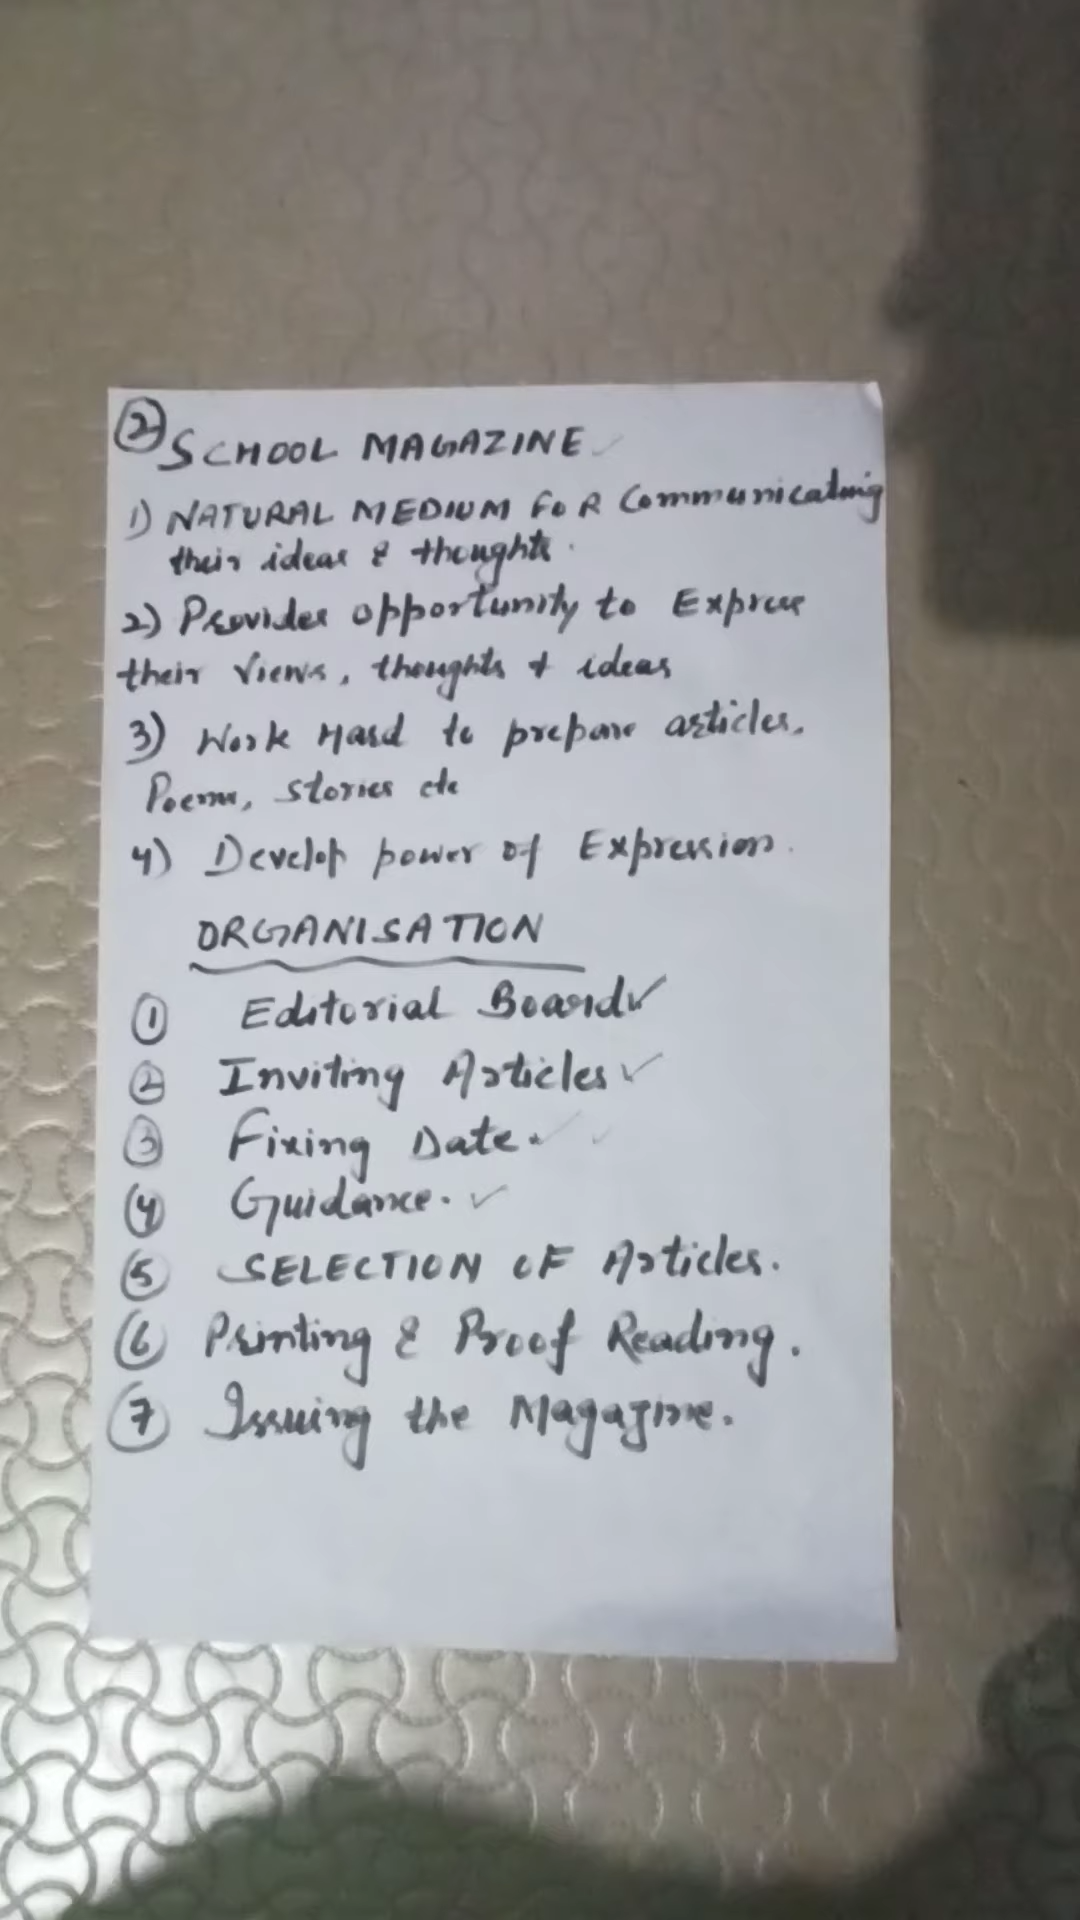 ② SCHOOL MAGAZINE
1) NATURAL MEDIUM FOR Communicating
their ideas & thoughts.
2) Provides opportunity to Express
their views, thoughts & ideas
3) Work Hard to prepare articles,
Poems, stories etc
4) Develop power of Expression.
ORGANISATION
① Editorial Board ✓
② Inviting Articles ✓
③ Fixing Date. ✓
④ Guidance. ✓
⑤ SELECTION OF Articles.
⑥ Printing & Proof Reading.
⑦ Issuing the Magazine.